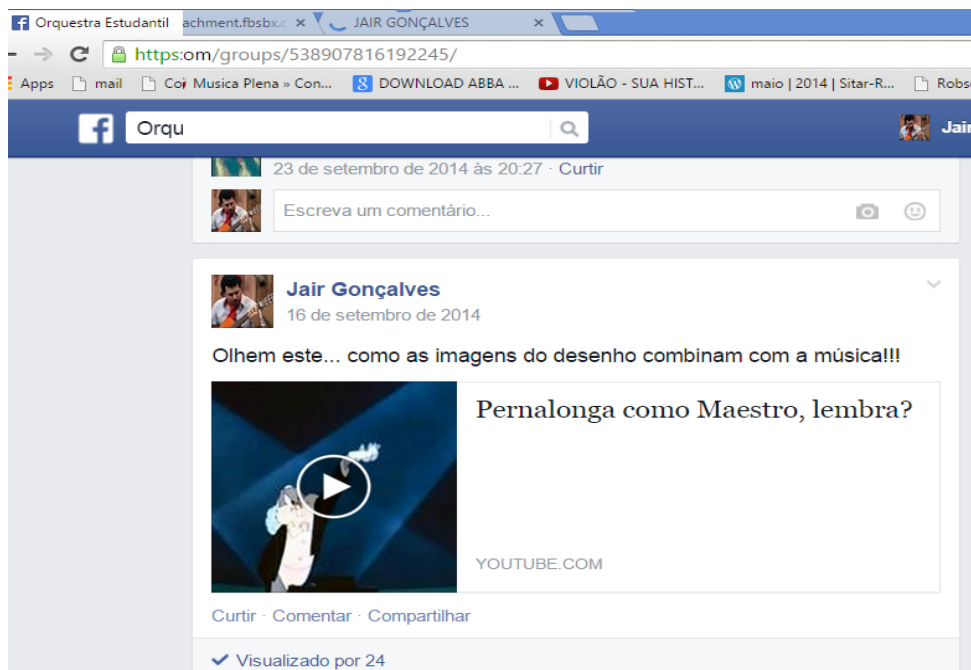 Orquestra Estudantil achment.fbsbx.c JAIR GONÇALVES
https:om/groups/538907816192245/
Apps mail Musica Plena » Con... DOWNLOAD ABBA ... VIOLÃO - SUA HIST... maio | 2014 | Sitar-R... Robs
Orqu Jair
23 de setembro de 2014 às 20:27 · Curtir
Escreva um comentário...
Jair Gonçalves
16 de setembro de 2014
Olhem este... como as imagens do desenho combinam com a música!!!
Pernalonga como Maestro, lembra?
YOUTUBE.COM
Curtir · Comentar · Compartilhar
Visualizado por 24